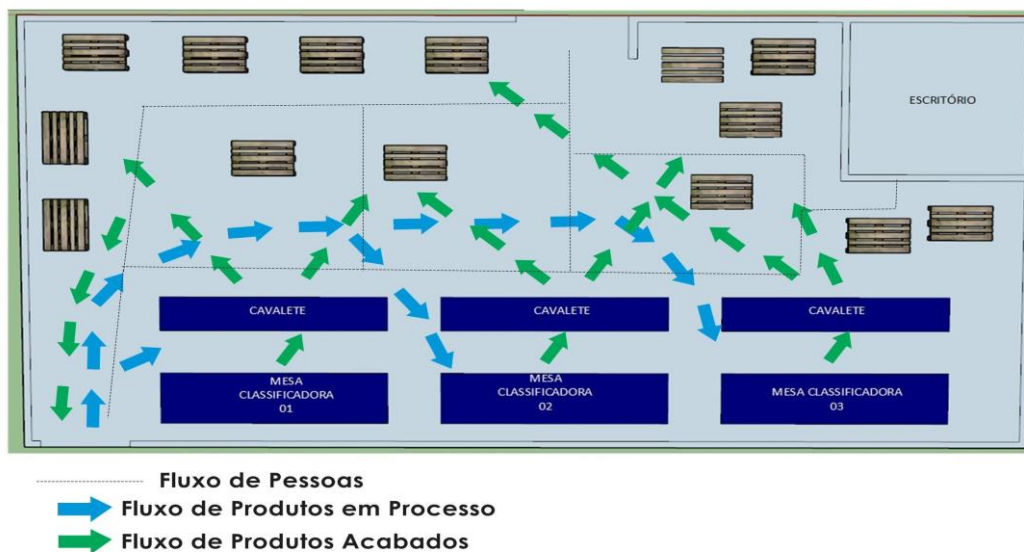 ESCRITÓRIO
CAVALETE
CAVALETE
CAVALETE
MESA
CLASSIFICADORA
01
MESA
CLASSIFICADORA
02
MESA CLASSIFICADORA
03
Fluxo de Pessoas
Fluxo de Produtos em Processo
Fluxo de Produtos Acabados